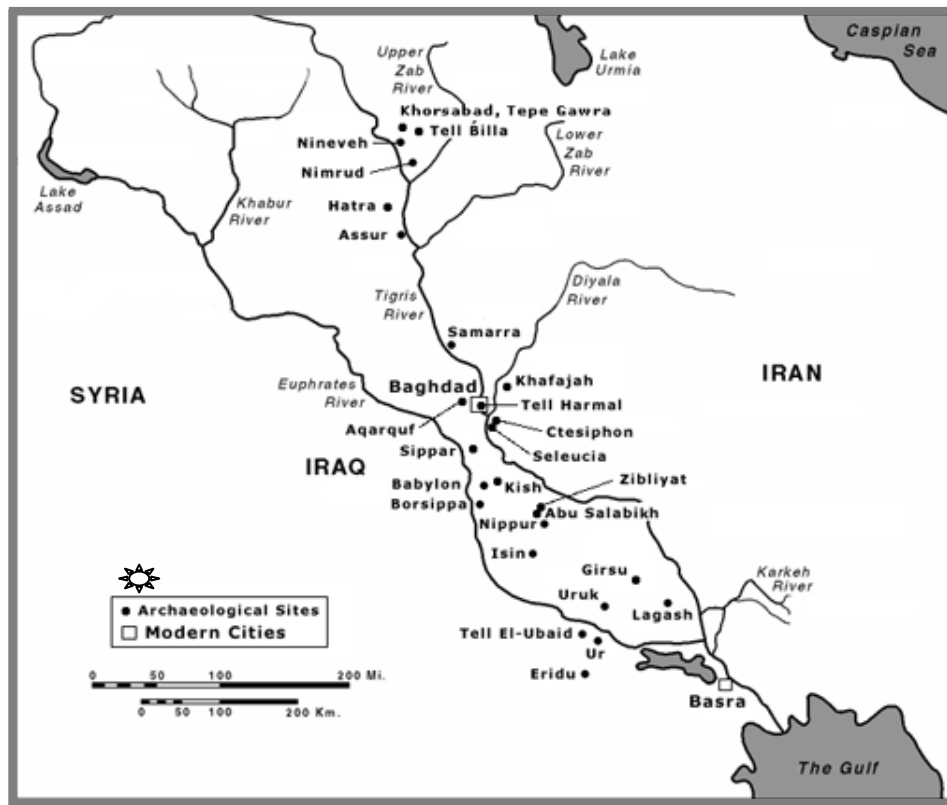 Caspian
Sea
Upper
Zab
River
Lake
Urmia
Khorsabad, Tepe Gawra
Tell Billa
Lower
Zab
River
Nineveh
Nimrud
Lake
Assad
Khabur
River
Hatra
Assur
Diyala
River
Tigris
River
Samarra
SYRIA
Euphrates
River
Baghdad
Khafajah
IRAN
Tell Harmal
Aqarquf
Ctesiphon
Seleucia
Sippar
IRAQ
Zibliyat
Babylon
Kish
Borsippa
Abu Salabikh
Nippur
Isin
Girsu
Karkeh
River
Uruk
Lagash
Archaeological Sites
Modern Cities
Tell El-Ubaid
Ur
Eridu
0 50 100 200 Mi.
0 50 100 200 Km.
Basra
The Gulf